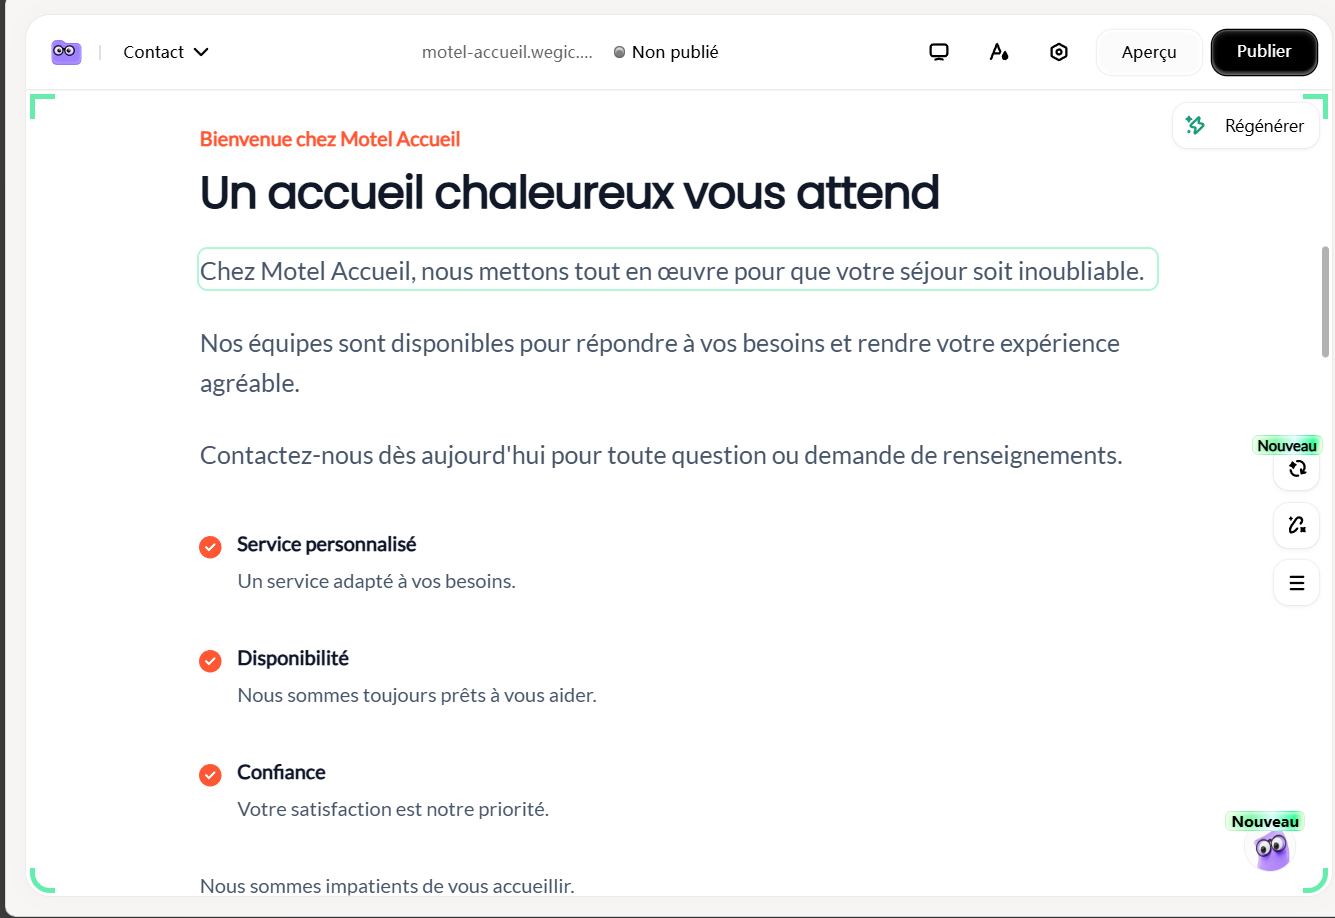 Contact
motel-accueil.wegic....
Non publié
Aperçu
Publier
Régénérer
Bienvenue chez Motel Accueil
Un accueil chaleureux vous attend
Chez Motel Accueil, nous mettons tout en œuvre pour que votre séjour soit inoubliable.
Nos équipes sont disponibles pour répondre à vos besoins et rendre votre expérience
agréable.
Contactez-nous dès aujourd'hui pour toute question ou demande de renseignements.
Nouveau
Service personnalisé
Un service adapté à vos besoins.
Disponibilité
Nous sommes toujours prêts à vous aider.
Confiance
Votre satisfaction est notre priorité.
Nouveau
Nous sommes impatients de vous accueillir.